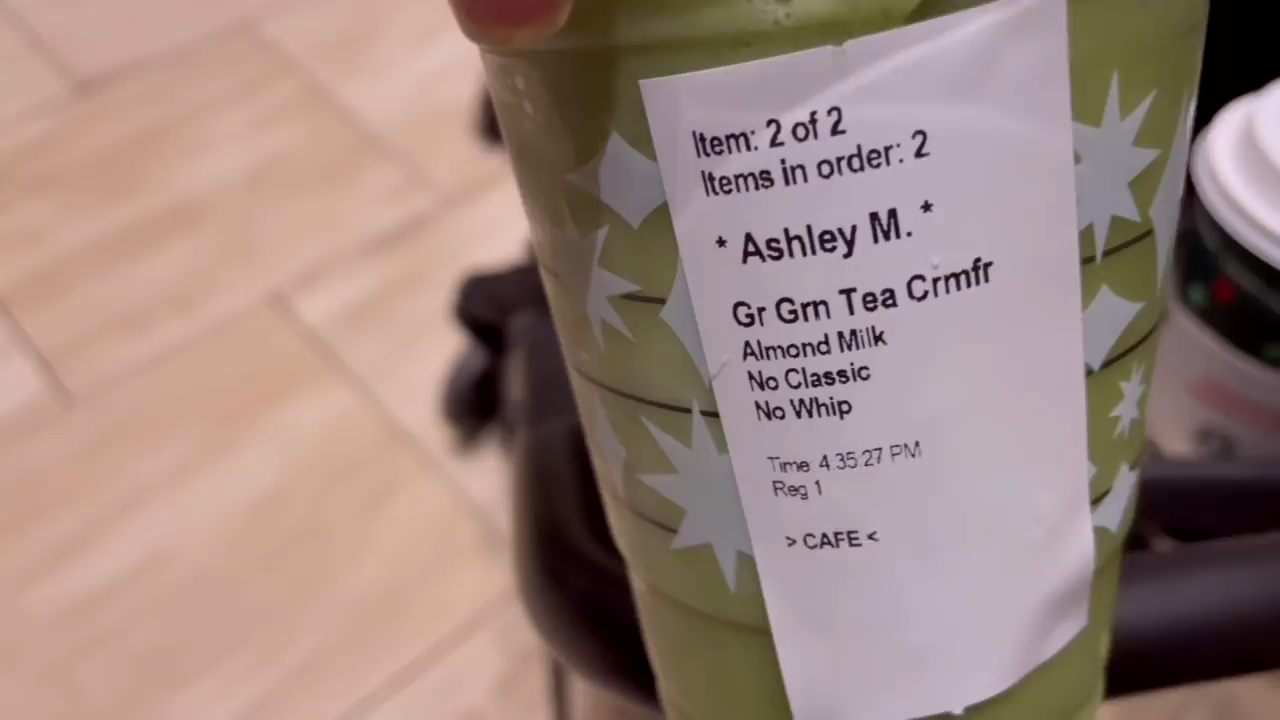 Item: 2 of 2
Items in order: 2
* Ashley M. *
Gr Grn Tea Crmfr
Almond Milk
No Classic
No Whip
Time: 4:35:27 PM
Reg 1
> CAFE <